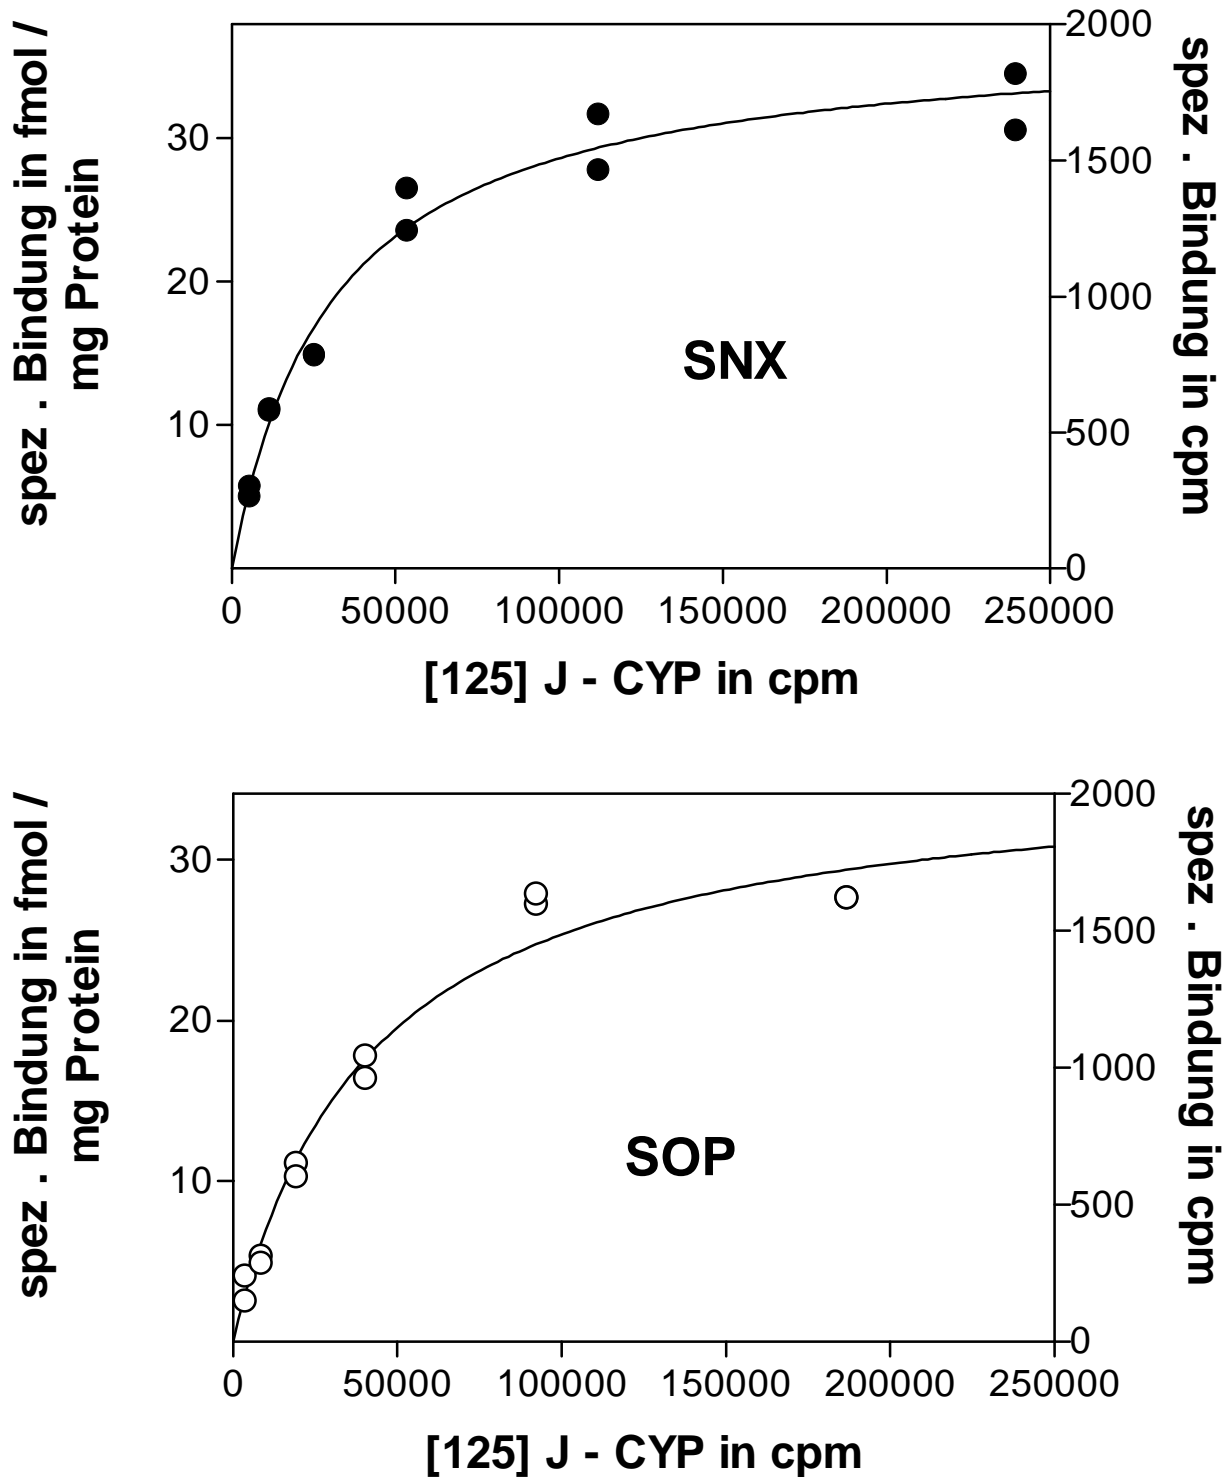 spez . Bindung in fmol /
mg Protein
30
20
10
2000
1500
1000
500
0
spez . Bindung in cpm
SNX
0 50000 100000 150000 200000 250000
[125] J - CYP in cpm
spez . Bindung in fmol /
mg Protein
30
20
10
2000
1500
1000
500
0
spez . Bindung in cpm
SOP
0 50000 100000 150000 200000 250000
[125] J - CYP in cpm